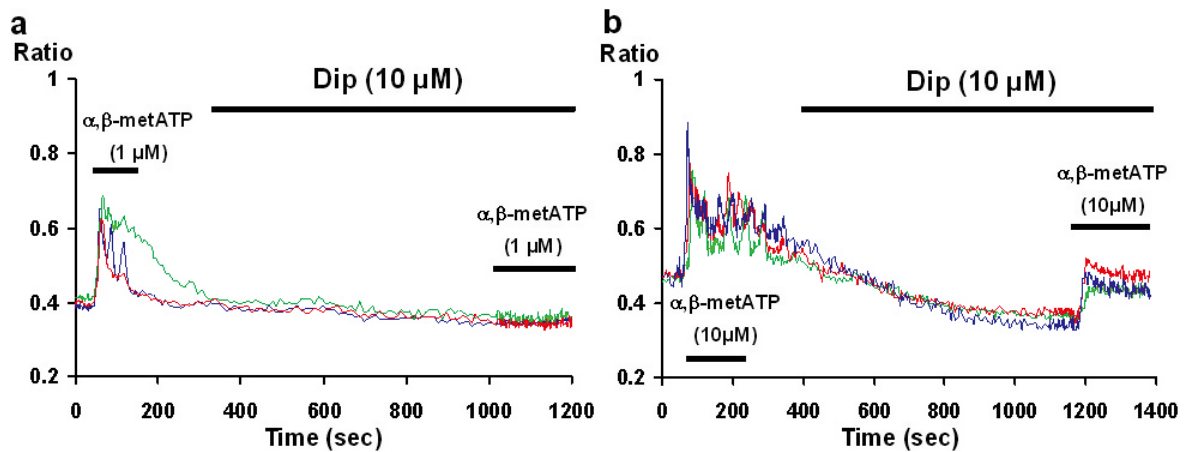 a
Ratio
1
0.8
0.6
0.4
0.2
Dip (10 µM)
α,β-metATP
(1 µM)
α,β-metATP
(1 µM)
0 200 400 600 800 1000 1200
Time (sec)
b
Ratio
1
0.8
0.6
0.4
0.2
Dip (10 µM)
α,β-metATP
(10µM)
α,β-metATP
(10µM)
0 200 400 600 800 1000 1200 1400
Time (sec)